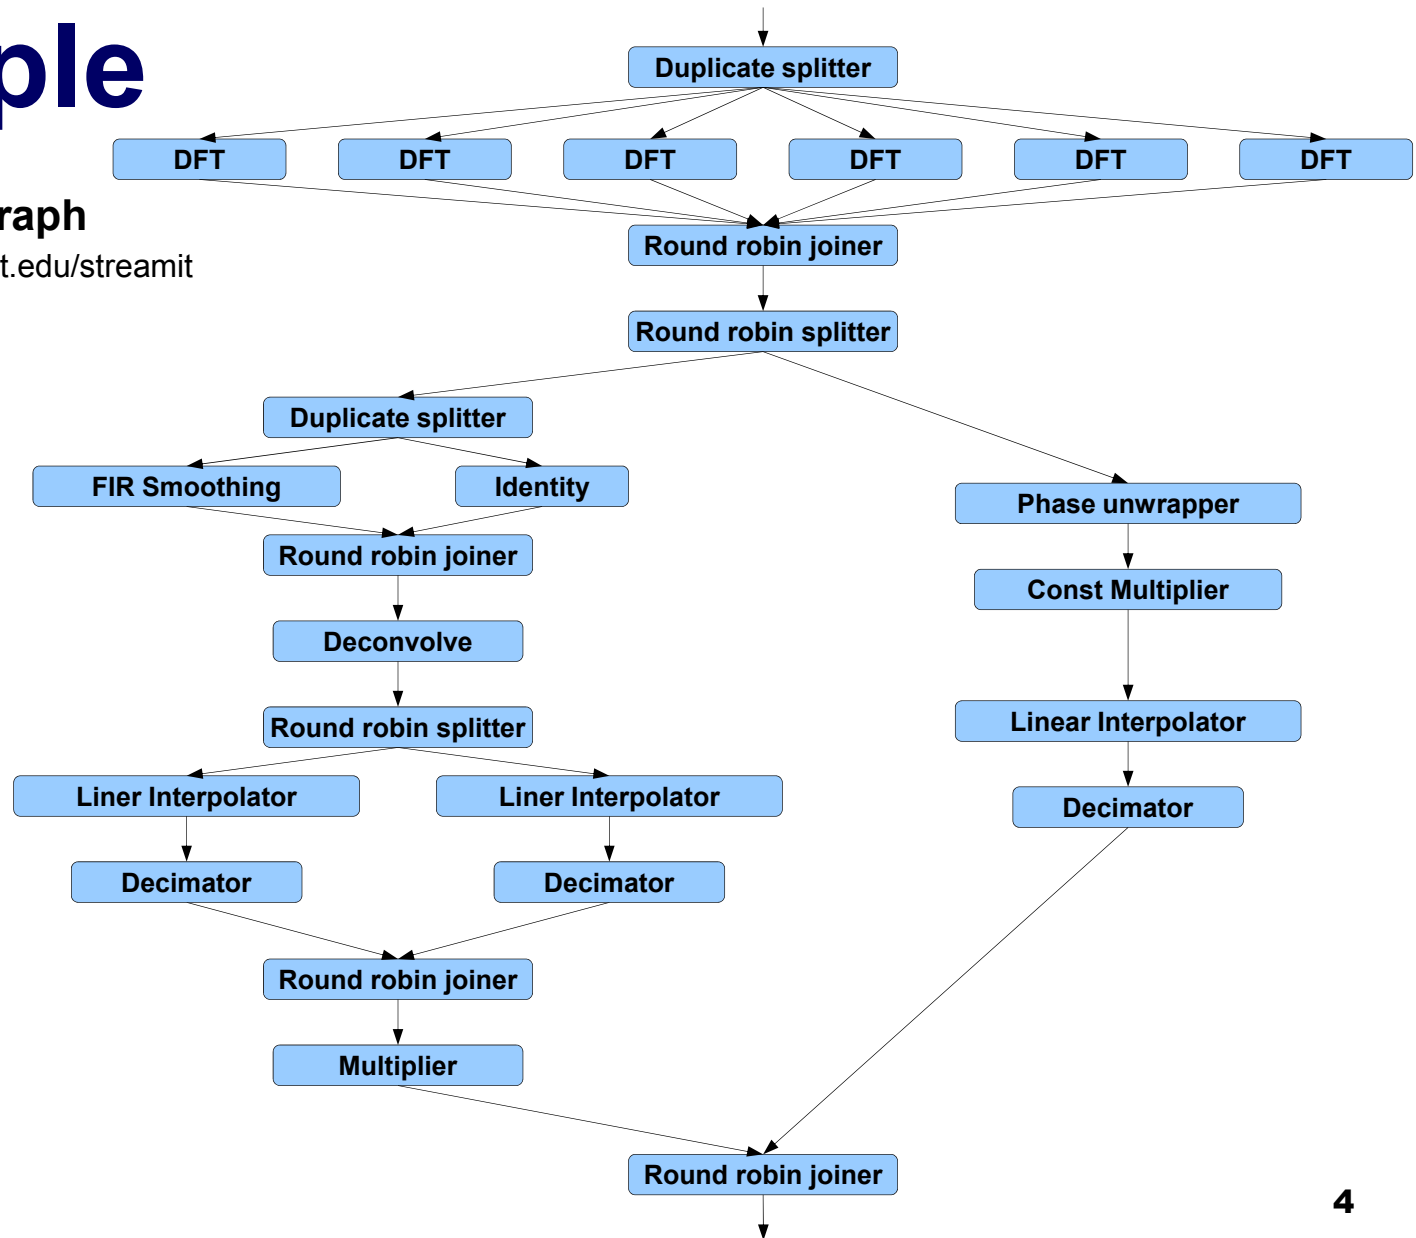 ple
raph
t.edu/streamit
Duplicate splitter
DFT DFT DFT DFT DFT DFT
Round robin joiner
Round robin splitter
Duplicate splitter
FIR Smoothing Identity
Phase unwrapper
Round robin joiner
Const Multiplier
Deconvolve
Round robin splitter
Linear Interpolator
Liner Interpolator Liner Interpolator
Decimator
Decimator Decimator
Round robin joiner
Multiplier
Round robin joiner
4